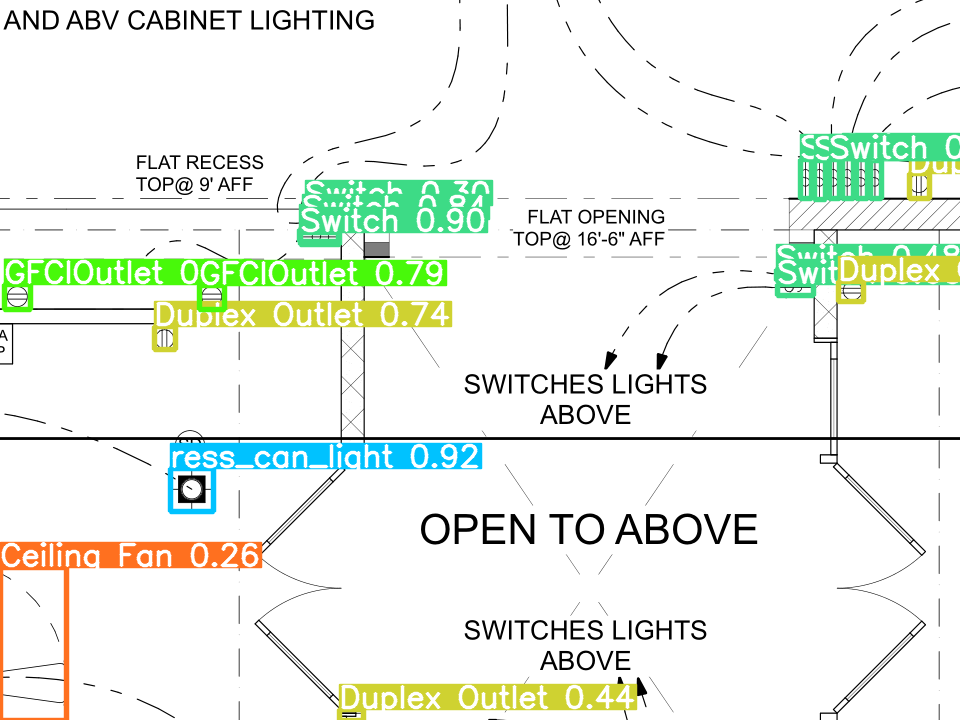 AND ABV CABINET LIGHTING
FLAT RECESS
TOP@ 9' AFF
Switch 0.30
Switch 0.84
Switch 0.90
FLAT OPENING
TOP@ 16'-6" AFF
Switch 0
GFCIOutlet 0
GFCIOutlet 0.79
Switch 0.48
Duplex
Duplex Outlet 0.74
A
P
SWITCHES LIGHTS
ABOVE
ress_can_light 0.92
OPEN TO ABOVE
Ceiling Fan 0.26
SWITCHES LIGHTS
ABOVE
Duplex Outlet 0.44